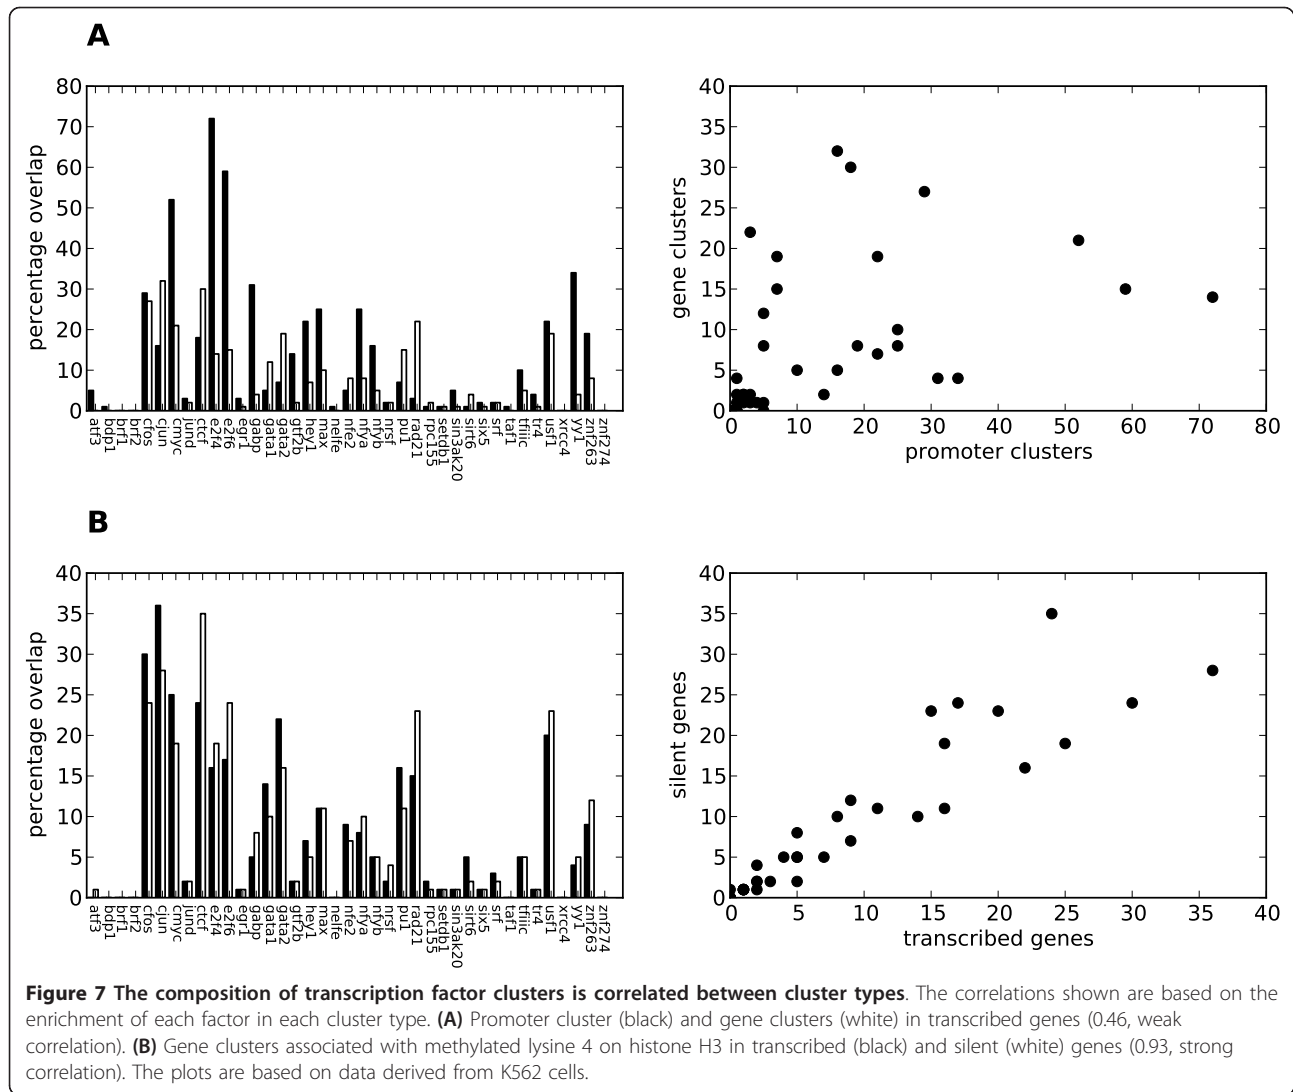 A
80
70
60
50
40
30
20
10
0
percentage overlap
atf3
bdp1
brf1
brf2
cfos
cjun
cmyc
jund
ctcf
e2f4
e2f6
egr1
gabp
gata1
gata2
gtf2b
hey1
max
nelfe
nfe2
nfya
nfyb
nrsf
pu1
rad21
rpc155
setdb1
sin3ak20
sirt6
six5
srf
taf1
tfiiic
tr4
usf1
xrcc4
yy1
znf263
znf274
40
35
30
25
20
15
10
5
0
gene clusters
0 10 20 30 40 50 60 70 80
promoter clusters
B
40
35
30
25
20
15
10
5
0
percentage overlap
atf3
bdp1
brf1
brf2
cfos
cjun
cmyc
jund
ctcf
e2f4
e2f6
egr1
gabp
gata1
gata2
gtf2b
hey1
max
nelfe
nfe2
nfya
nfyb
nrsf
pu1
rad21
rpc155
setdb1
sin3ak20
sirt6
six5
srf
taf1
tfiiic
tr4
usf1
xrcc4
yy1
znf263
znf274
40
35
30
25
20
15
10
5
0
silent genes
0 5 10 15 20 25 30 35 40
transcribed genes
Figure 7 The composition of transcription factor clusters is correlated between cluster types. The correlations shown are based on the
enrichment of each factor in each cluster type. (A) Promoter cluster (black) and gene clusters (white) in transcribed genes (0.46, weak
correlation). (B) Gene clusters associated with methylated lysine 4 on histone H3 in transcribed (black) and silent (white) genes (0.93, strong
correlation). The plots are based on data derived from K562 cells.